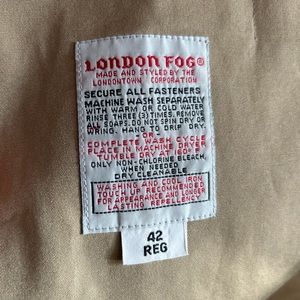 LONDON FOG®
MADE AND STYLED BY THE
LONDONTOWN CORPORATION
SECURE ALL FASTENERS
MACHINE WASH SEPARATELY
WITH WARM OR COLD WATER
RINSE THREE (3) TIMES, REMOVE
ALL SOAPS. DO NOT SPIN DRY OR
WRING. HANG TO DRIP DRY.
-OR-
COMPLETE WASH CYCLE
PLACE IN MACHINE DRYER
TUMBLE DRY AT 160° F
ONLY NON-CHLORINE BLEACH,
WHEN NEEDED
DRY CLEANABLE
WASHING AND COOL IRON
TOUCH UP RECOMMENDED
FOR APPEARANCE AND LONGER
LASTING REPELLENCY
42
REG